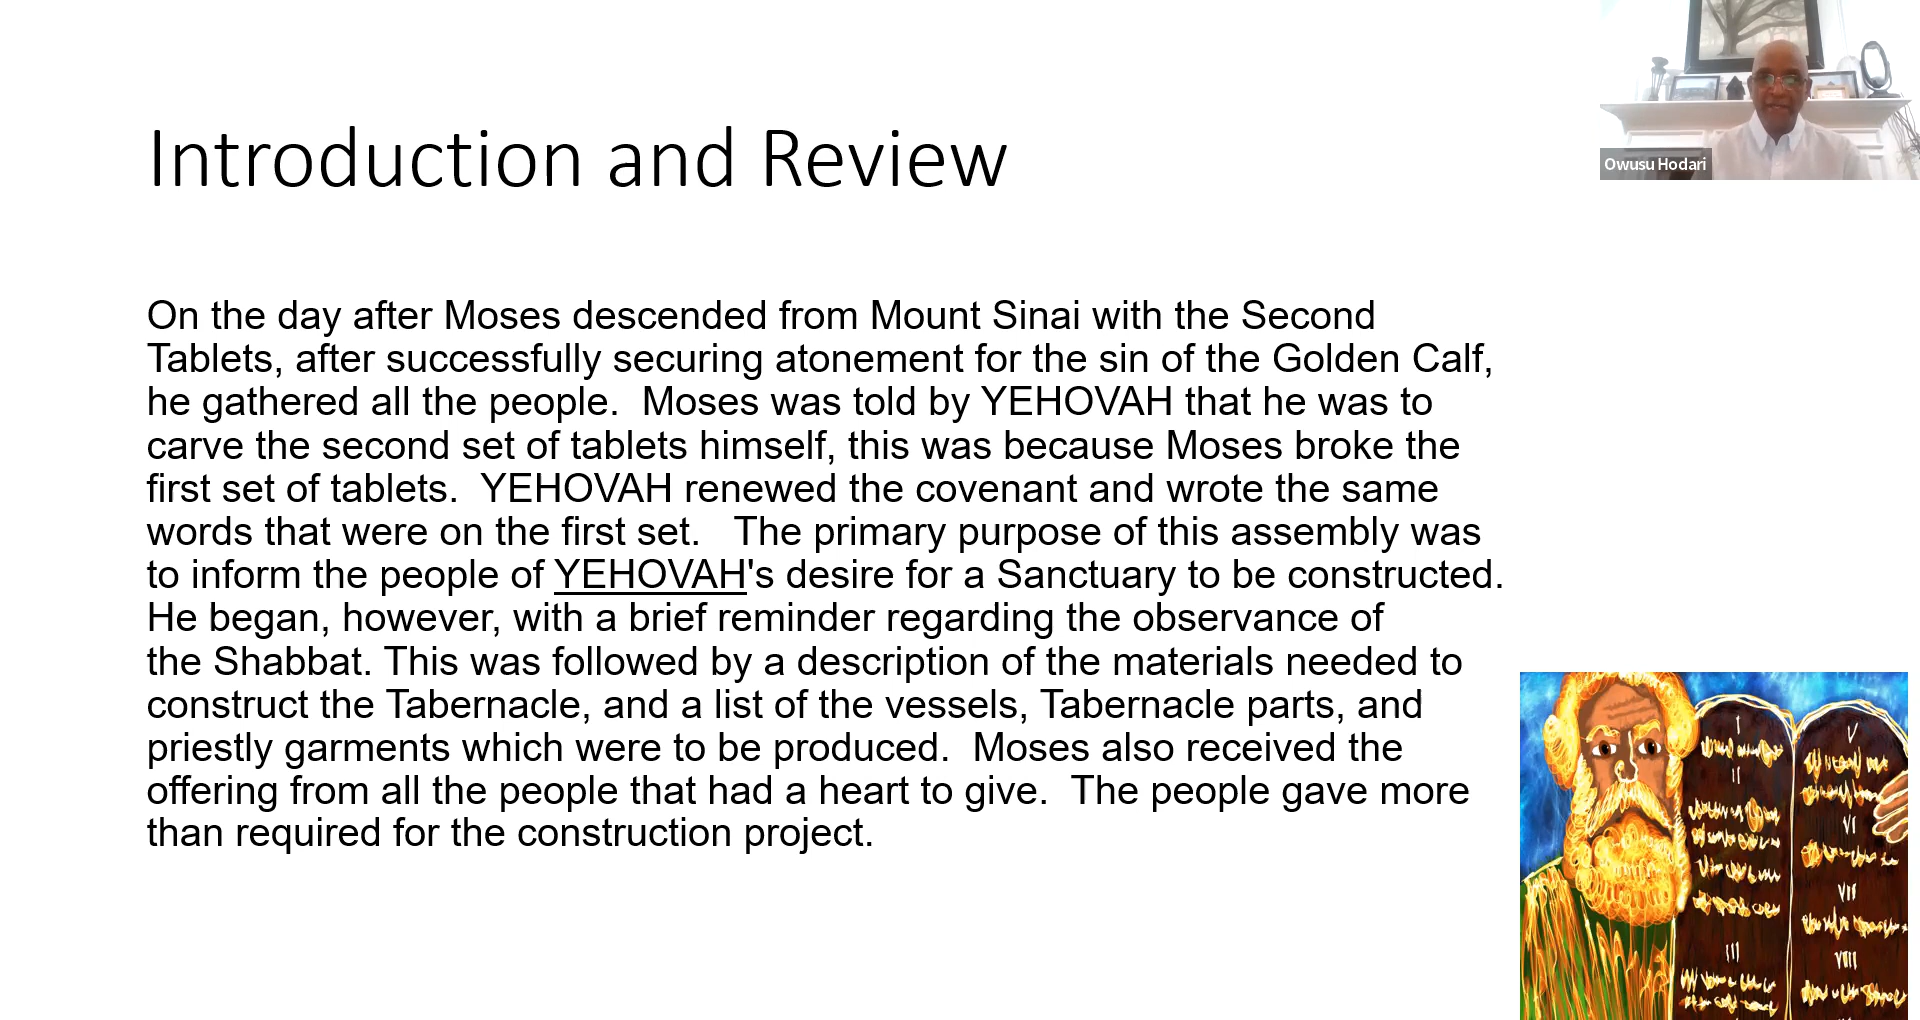 Introduction and Review
Owusu Hodari
On the day after Moses descended from Mount Sinai with the Second
Tablets, after successfully securing atonement for the sin of the Golden Calf,
he gathered all the people.  Moses was told by YEHOVAH that he was to
carve the second set of tablets himself, this was because Moses broke the
first set of tablets.  YEHOVAH renewed the covenant and wrote the same
words that were on the first set.   The primary purpose of this assembly was
to inform the people of YEHOVAH's desire for a Sanctuary to be constructed.
He began, however, with a brief reminder regarding the observance of
the Shabbat. This was followed by a description of the materials needed to
construct the Tabernacle, and a list of the vessels, Tabernacle parts, and
priestly garments which were to be produced.  Moses also received the
offering from all the people that had a heart to give.  The people gave more
than required for the construction project.
I
II
III
V
VI
VII
VIII